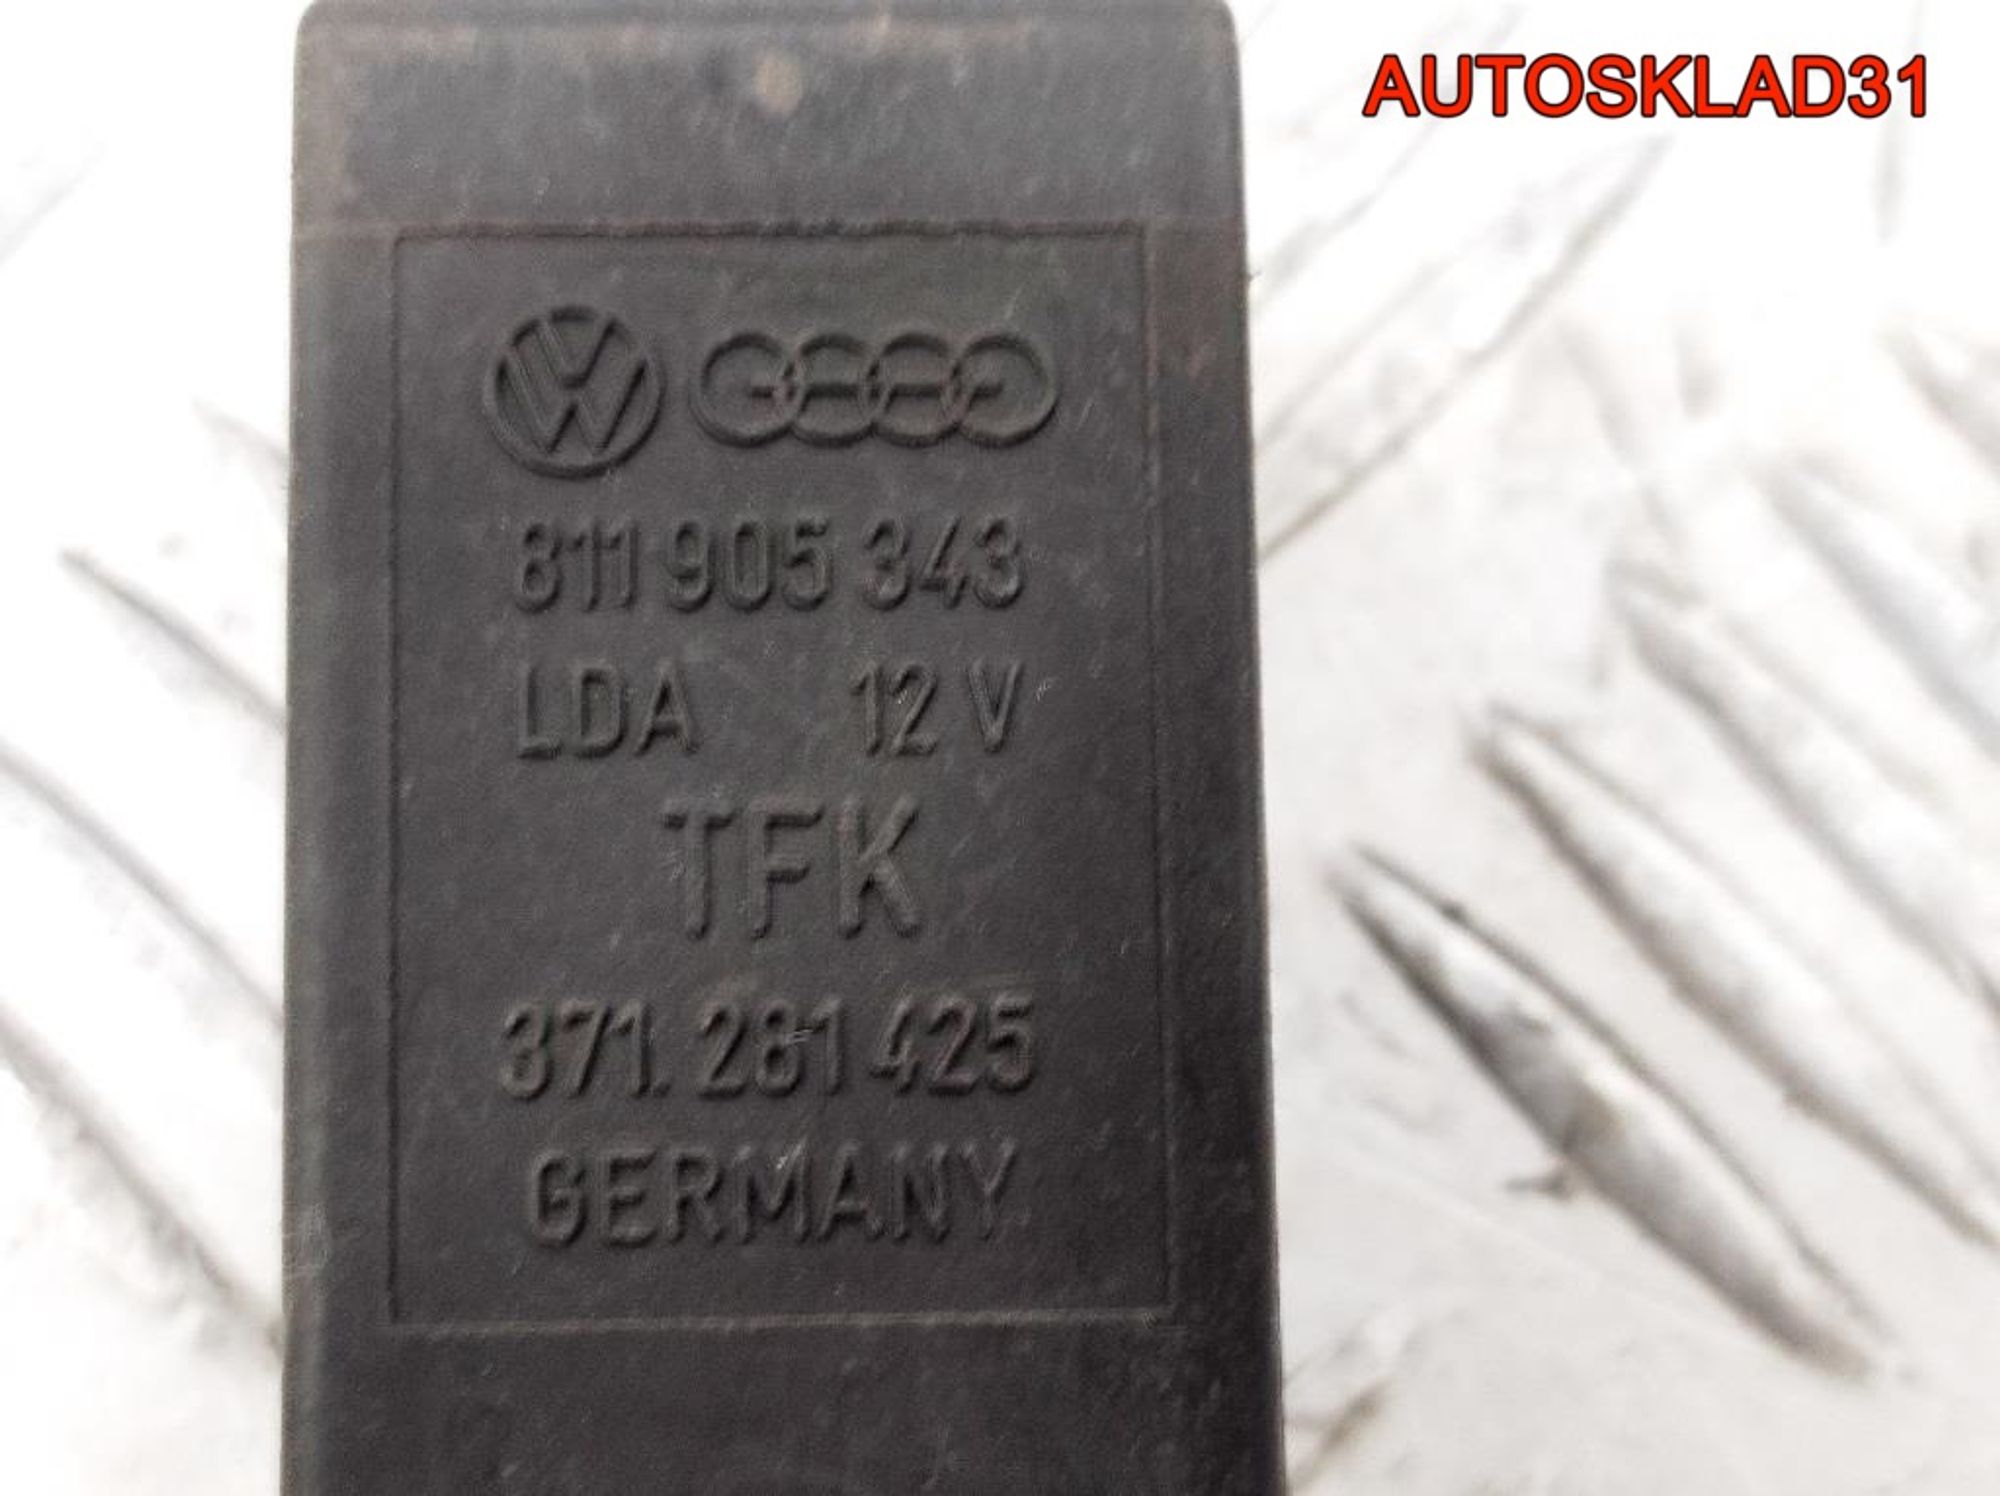 AUTOSKLAD31
811 905 343
LDA 12 V
TFK
371. 281 425
GERMANY